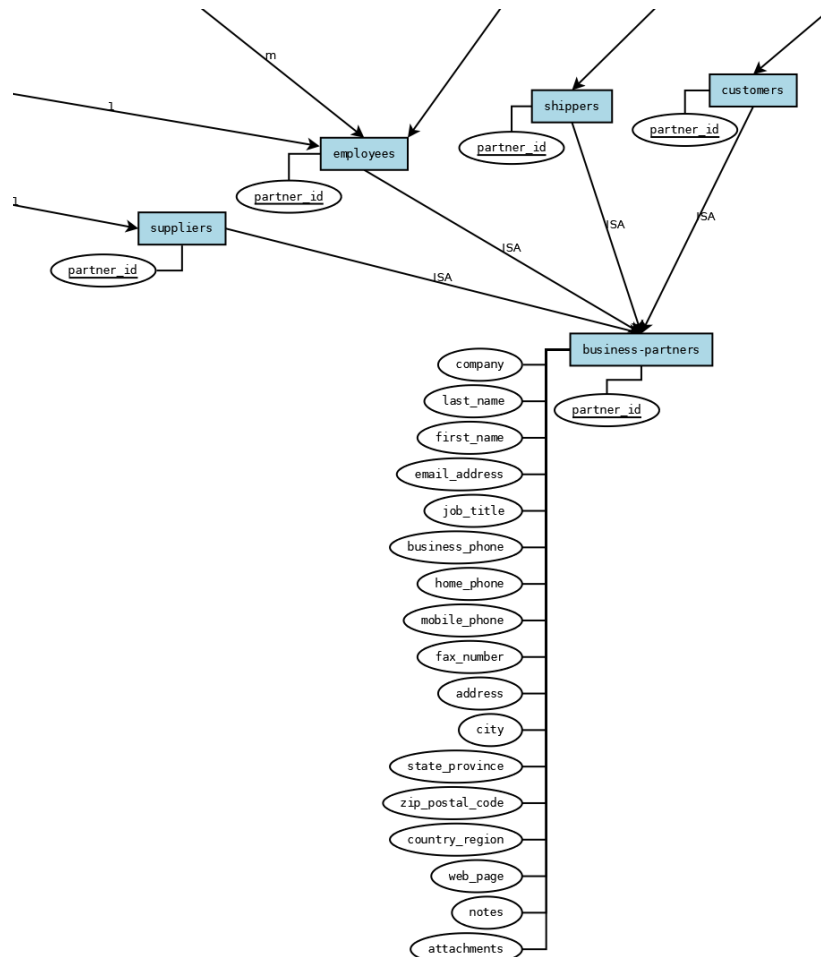 m
shippers
customers
1
partner_id
partner_id
employees
partner_id
1
suppliers
ISA
ISA
ISA
partner_id
ISA
business-partners
company
partner_id
last_name
first_name
email_address
job_title
business_phone
home_phone
mobile_phone
fax_number
address
city
state_province
zip_postal_code
country_region
web_page
notes
attachments